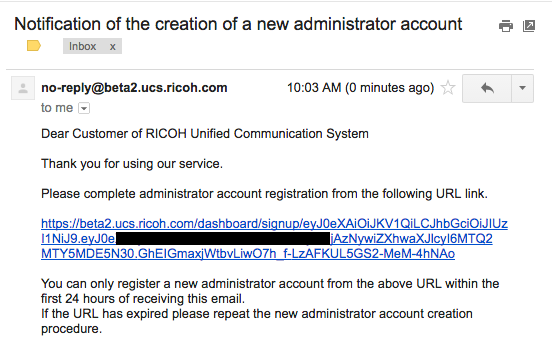 Notification of the creation of a new administrator account
Inbox x
no-reply@beta2.ucs.ricoh.com 10:03 AM (0 minutes ago)
to me
Dear Customer of RICOH Unified Communication System
Thank you for using our service.
Please complete administrator account registration from the following URL link.
https://beta2.ucs.ricoh.com/dashboard/signup/eyJ0eXAiOiJKV1QiLCJhbGciOiJIUz
I1NiJ9.eyJ0e jAzNywiZXhwaXJlcyI6MTQ2
MTY5MDE5N30.GhEIGmaxjWtbvLiwO7h_f-LzAFKUL5GS2-MeM-4hNAo
You can only register a new administrator account from the above URL within the
first 24 hours of receiving this email.
If the URL has expired please repeat the new administrator account creation
procedure.